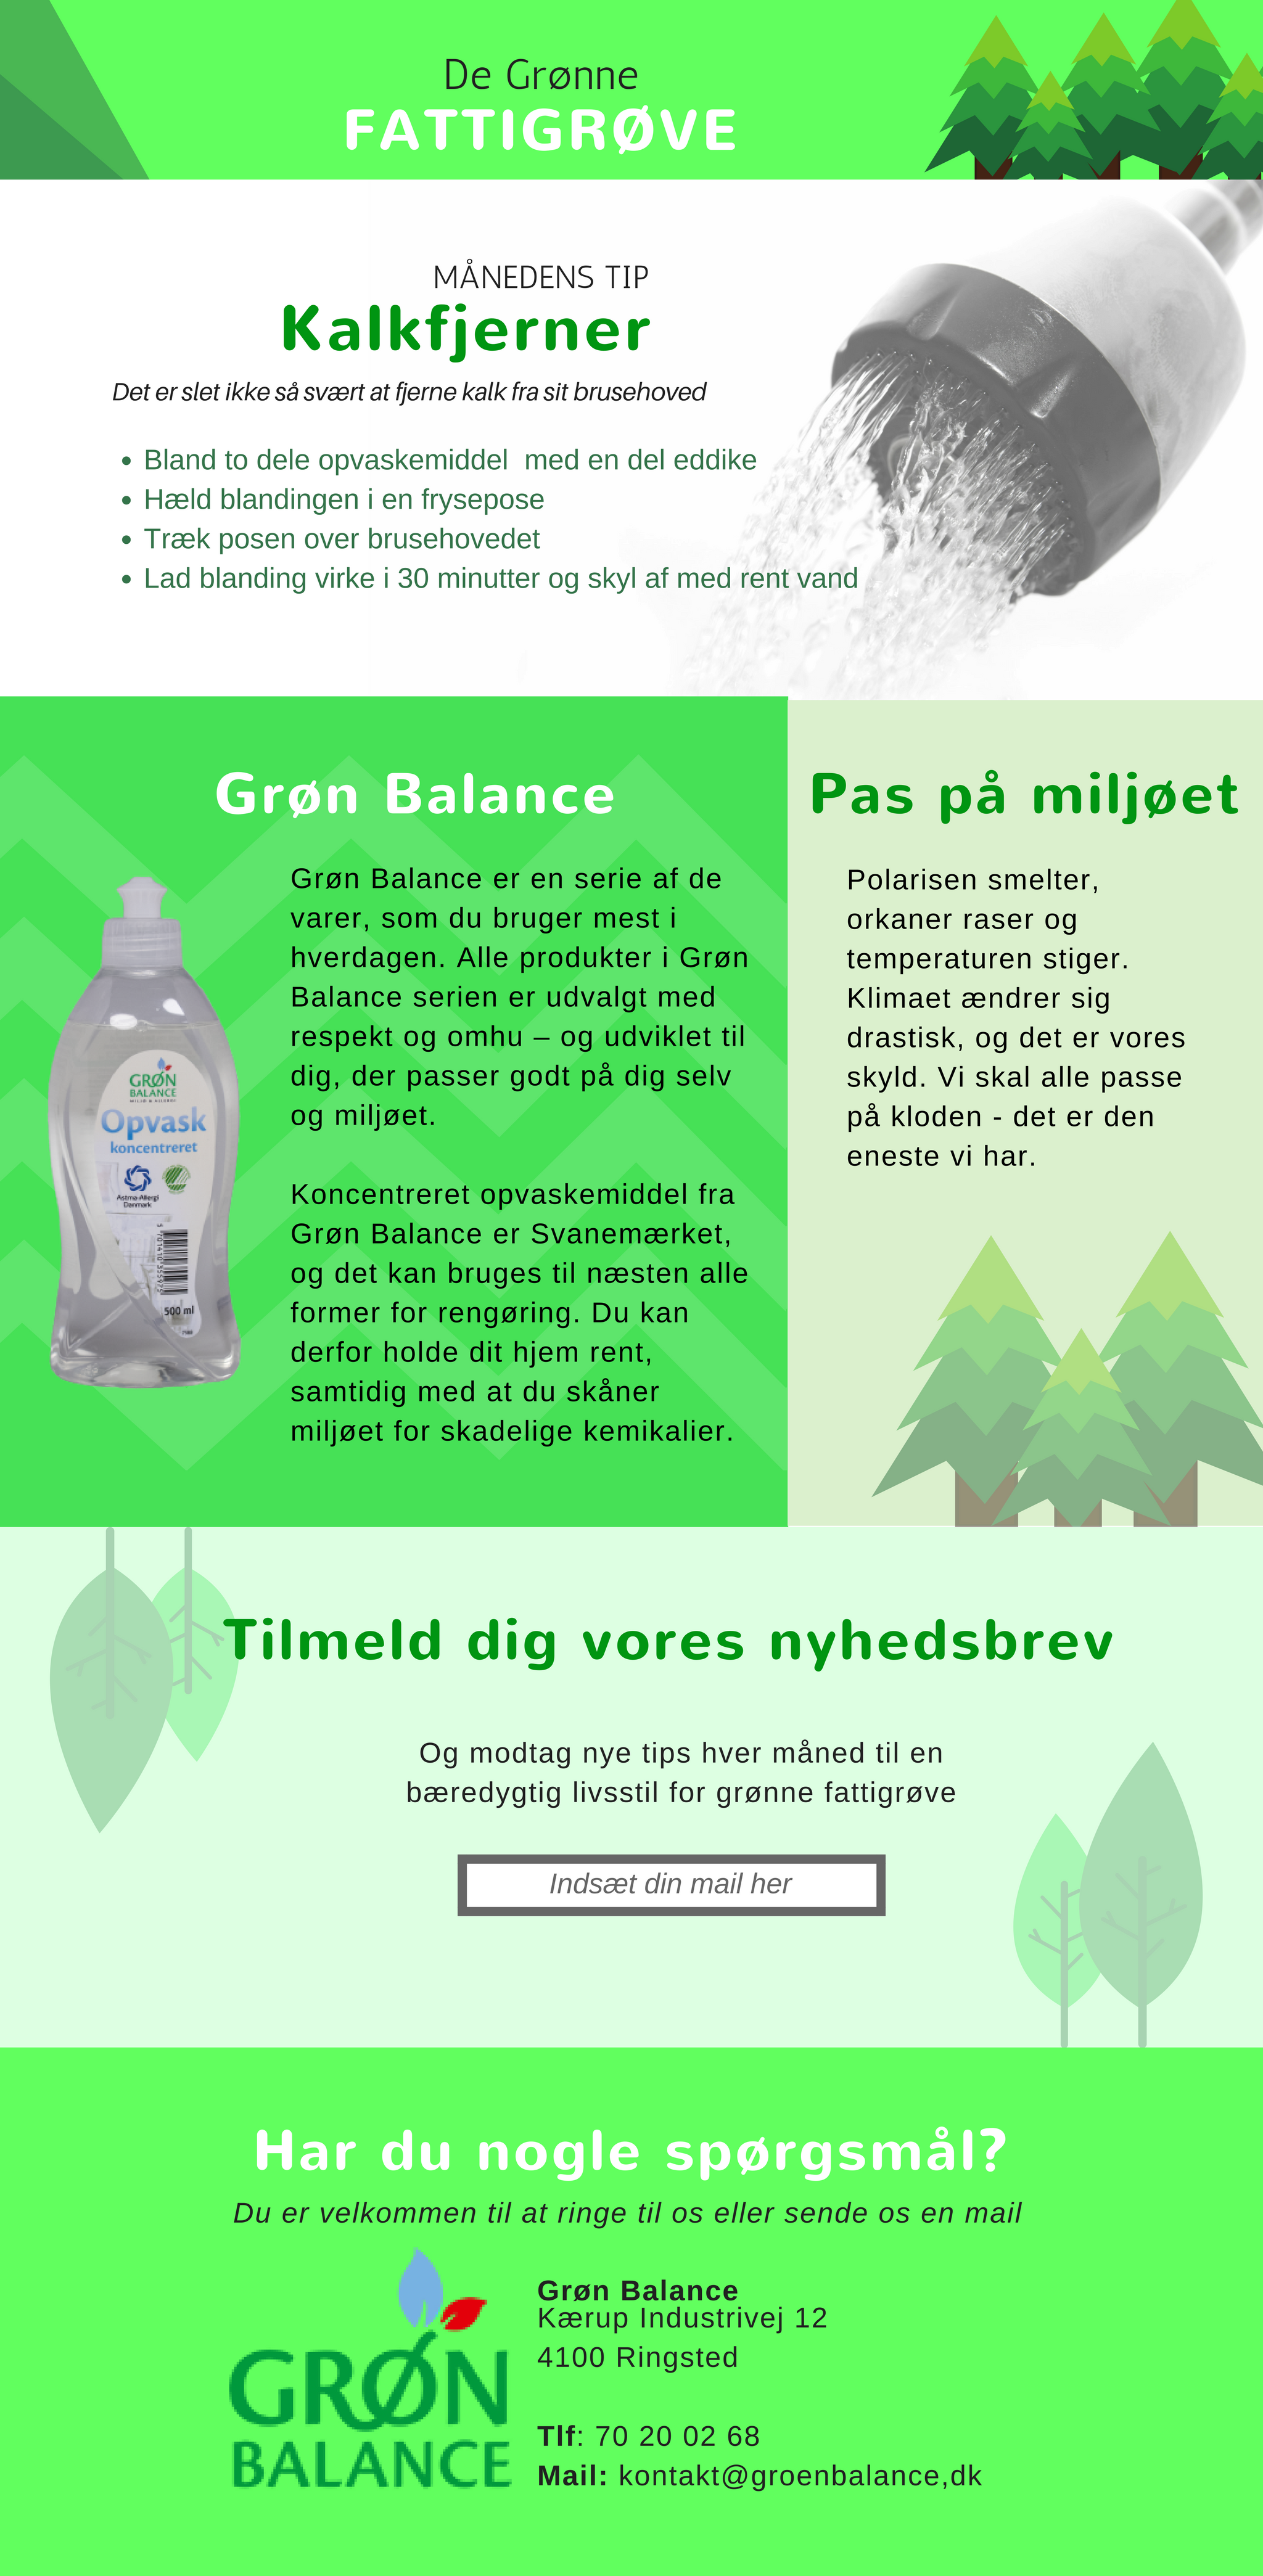 De Grønne
FATTIGRØVE
MÅNEDENS TIP
Kalkfjerner
Det er slet ikke så svært at fjerne kalk fra sit brusehoved
• Bland to dele opvaskemiddel  med en del eddike
• Hæld blandingen i en frysepose
• Træk posen over brusehovedet
• Lad blanding virke i 30 minutter og skyl af med rent vand
Grøn Balance
Grøn Balance er en serie af de
varer, som du bruger mest i
hverdagen. Alle produkter i Grøn
Balance serien er udvalgt med
respekt og omhu – og udviklet til
dig, der passer godt på dig selv
og miljøet.
Koncentreret opvaskemiddel fra
Grøn Balance er Svanemærket,
og det kan bruges til næsten alle
former for rengøring. Du kan
derfor holde dit hjem rent,
samtidig med at du skåner
miljøet for skadelige kemikalier.
GRØN
BALANCE
MILJØ & ALLERGI
Opvask
koncentreret
Astma-Allergi
Danmark
500 ml
Pas på miljøet
Polarisen smelter,
orkaner raser og
temperaturen stiger.
Klimaet ændrer sig
drastisk, og det er vores
skyld. Vi skal alle passe
på kloden - det er den
eneste vi har.
Tilmeld dig vores nyhedsbrev
Og modtag nye tips hver måned til en
bæredygtig livsstil for grønne fattigrøve
Indsæt din mail her
Har du nogle spørgsmål?
Du er velkommen til at ringe til os eller sende os en mail
GRØN
BALANCE
Grøn Balance
Kærup Industrivej 12
4100 Ringsted
Tlf: 70 20 02 68
Mail: kontakt@groenbalance,dk